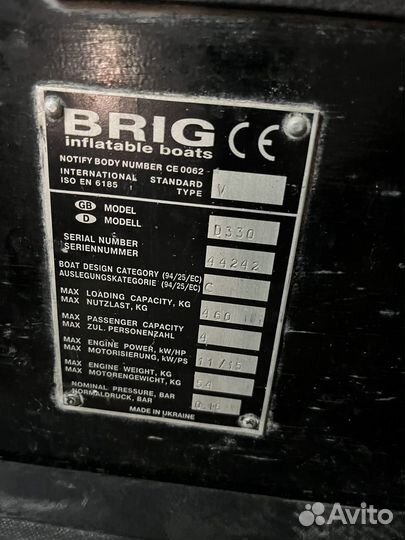 BRIG CE
inflatable boats
NOTIFY BODY NUMBER CE 0062
INTERNATIONAL STANDARD
ISO EN 6185 TYPE V
GB MODEL
D MODELL D330
SERIAL NUMBER
SERIENNUMMER 44242
BOAT DESIGN CATEGORY (94/25/EC)
AUSLEGUNGSKATEGORIE (94/25/EC) C
MAX LOADING CAPACITY, KG
MAX NUTZLAST, KG 460
MAX PASSENGER CAPACITY
MAX ZUL. PERSONENZAHL 4
MAX ENGINE POWER, kW/HP
MAX MOTORISIERUNG, kW/PS 11/15
MAX ENGINE WEIGHT, KG
MAX MOTORENGEWICHT, KG 54
NOMINAL PRESSURE, BAR
NORMALDRUCK, BAR
MADE IN UKRAINE
Avito